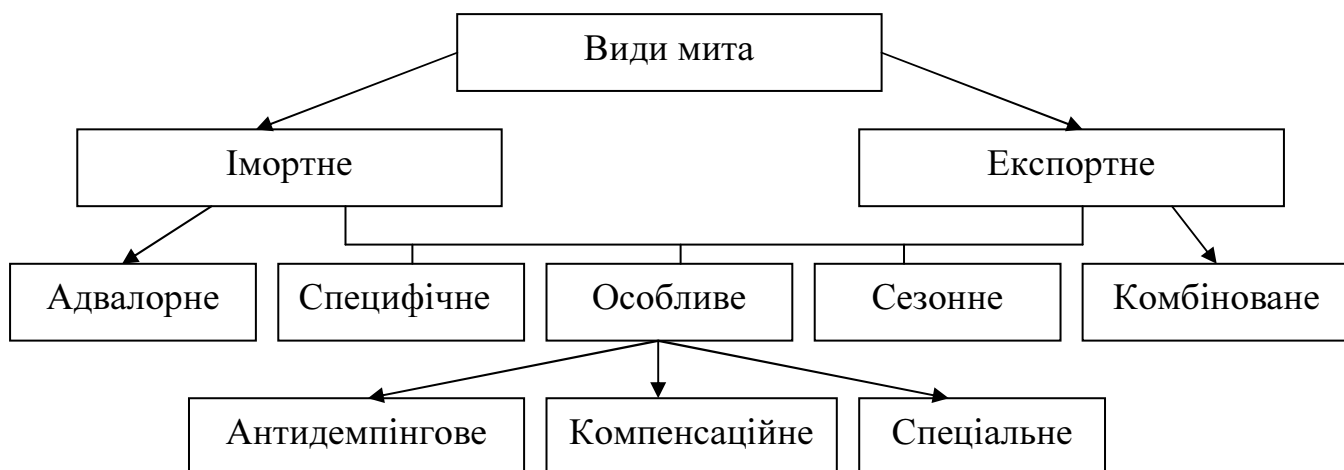 Види мита
Імортне
Експортне
Адвалорне
Специфічне
Особливе
Сезонне
Комбіноване
Антидемпінгове
Компенсаційне
Спеціальне